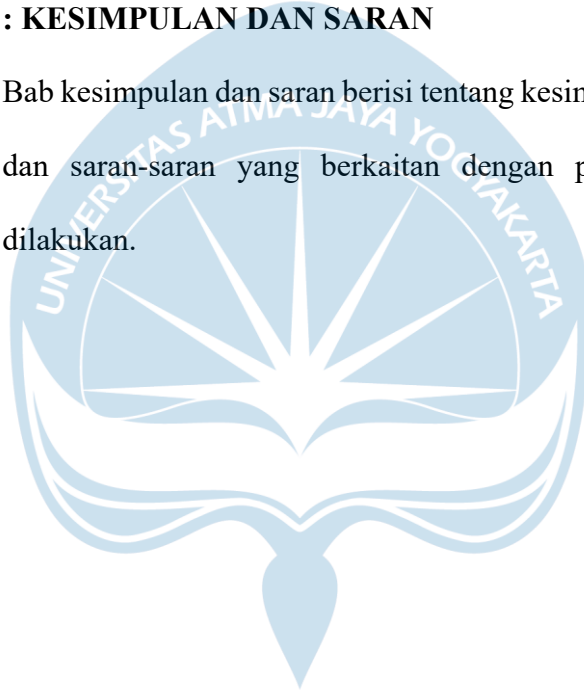 : KESIMPULAN DAN SARAN
Bab kesimpulan dan saran berisi tentang
dan saran-saran yang berkaitan dengan
dilakukan.
UNIVERSITAS ATMA JAYA YOGYAKARTA